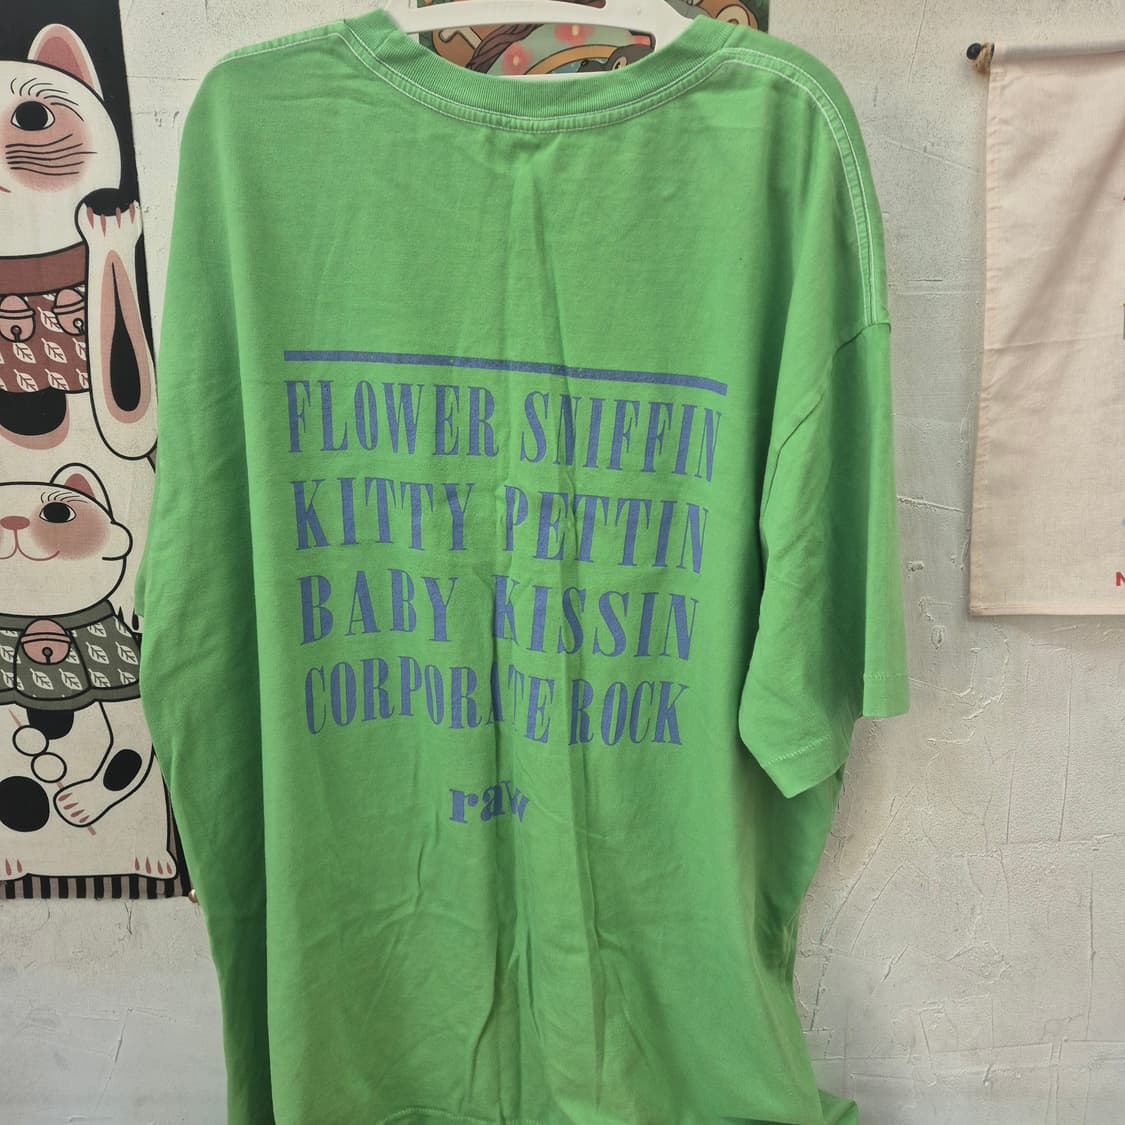 FLOWER SNIFFIN
KITTY PETTIN
BABY KISSIN
CORPORATE ROCK
raw